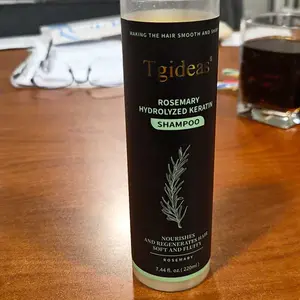 MAKING THE HAIR SMOOTH AND
Tgideas®
ROSEMARY
HYDROLYZED KERATIN
SHAMPOO
NOURISHES
AND REGENERATES HAIR
SOFT AND FLUFFY
ROSEMARY
7.44 fl. oz ( 220ml )